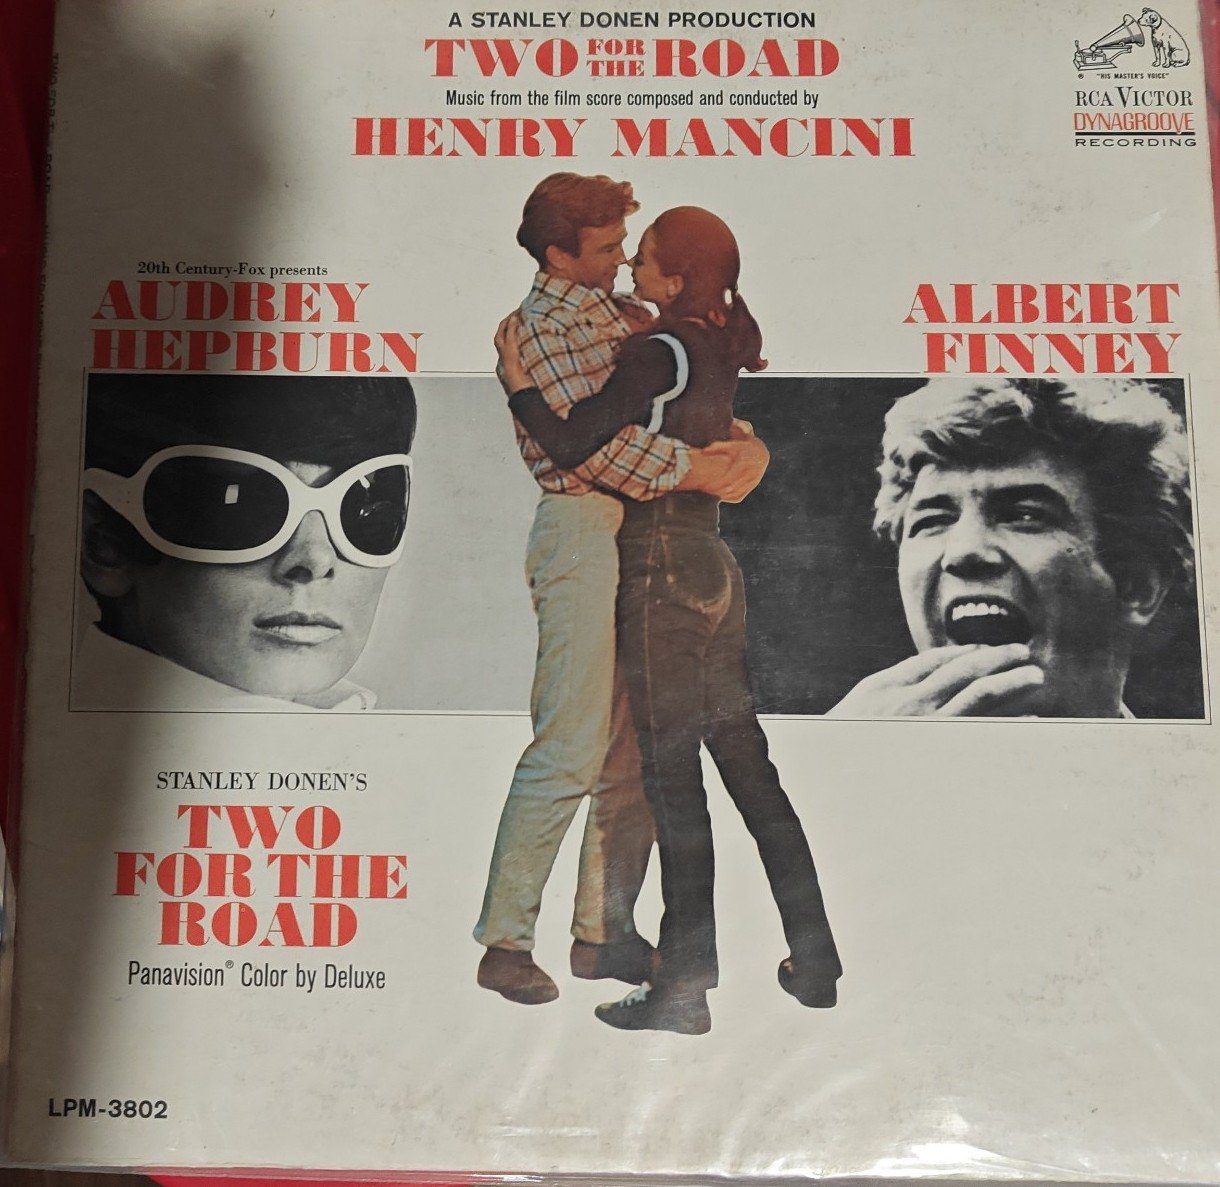 A STANLEY DONEN PRODUCTION
TWO FOR THE ROAD
Music from the film score composed and conducted by
HENRY MANCINI
® "HIS MASTER'S VOICE"
RCA VICTOR
DYNAGROOVE
RECORDING
20th Century-Fox presents
AUDREY
HEPBURN
ALBERT
FINNEY
STANLEY DONEN'S
TWO
FOR THE
ROAD
Panavision® Color by Deluxe
LPM-3802